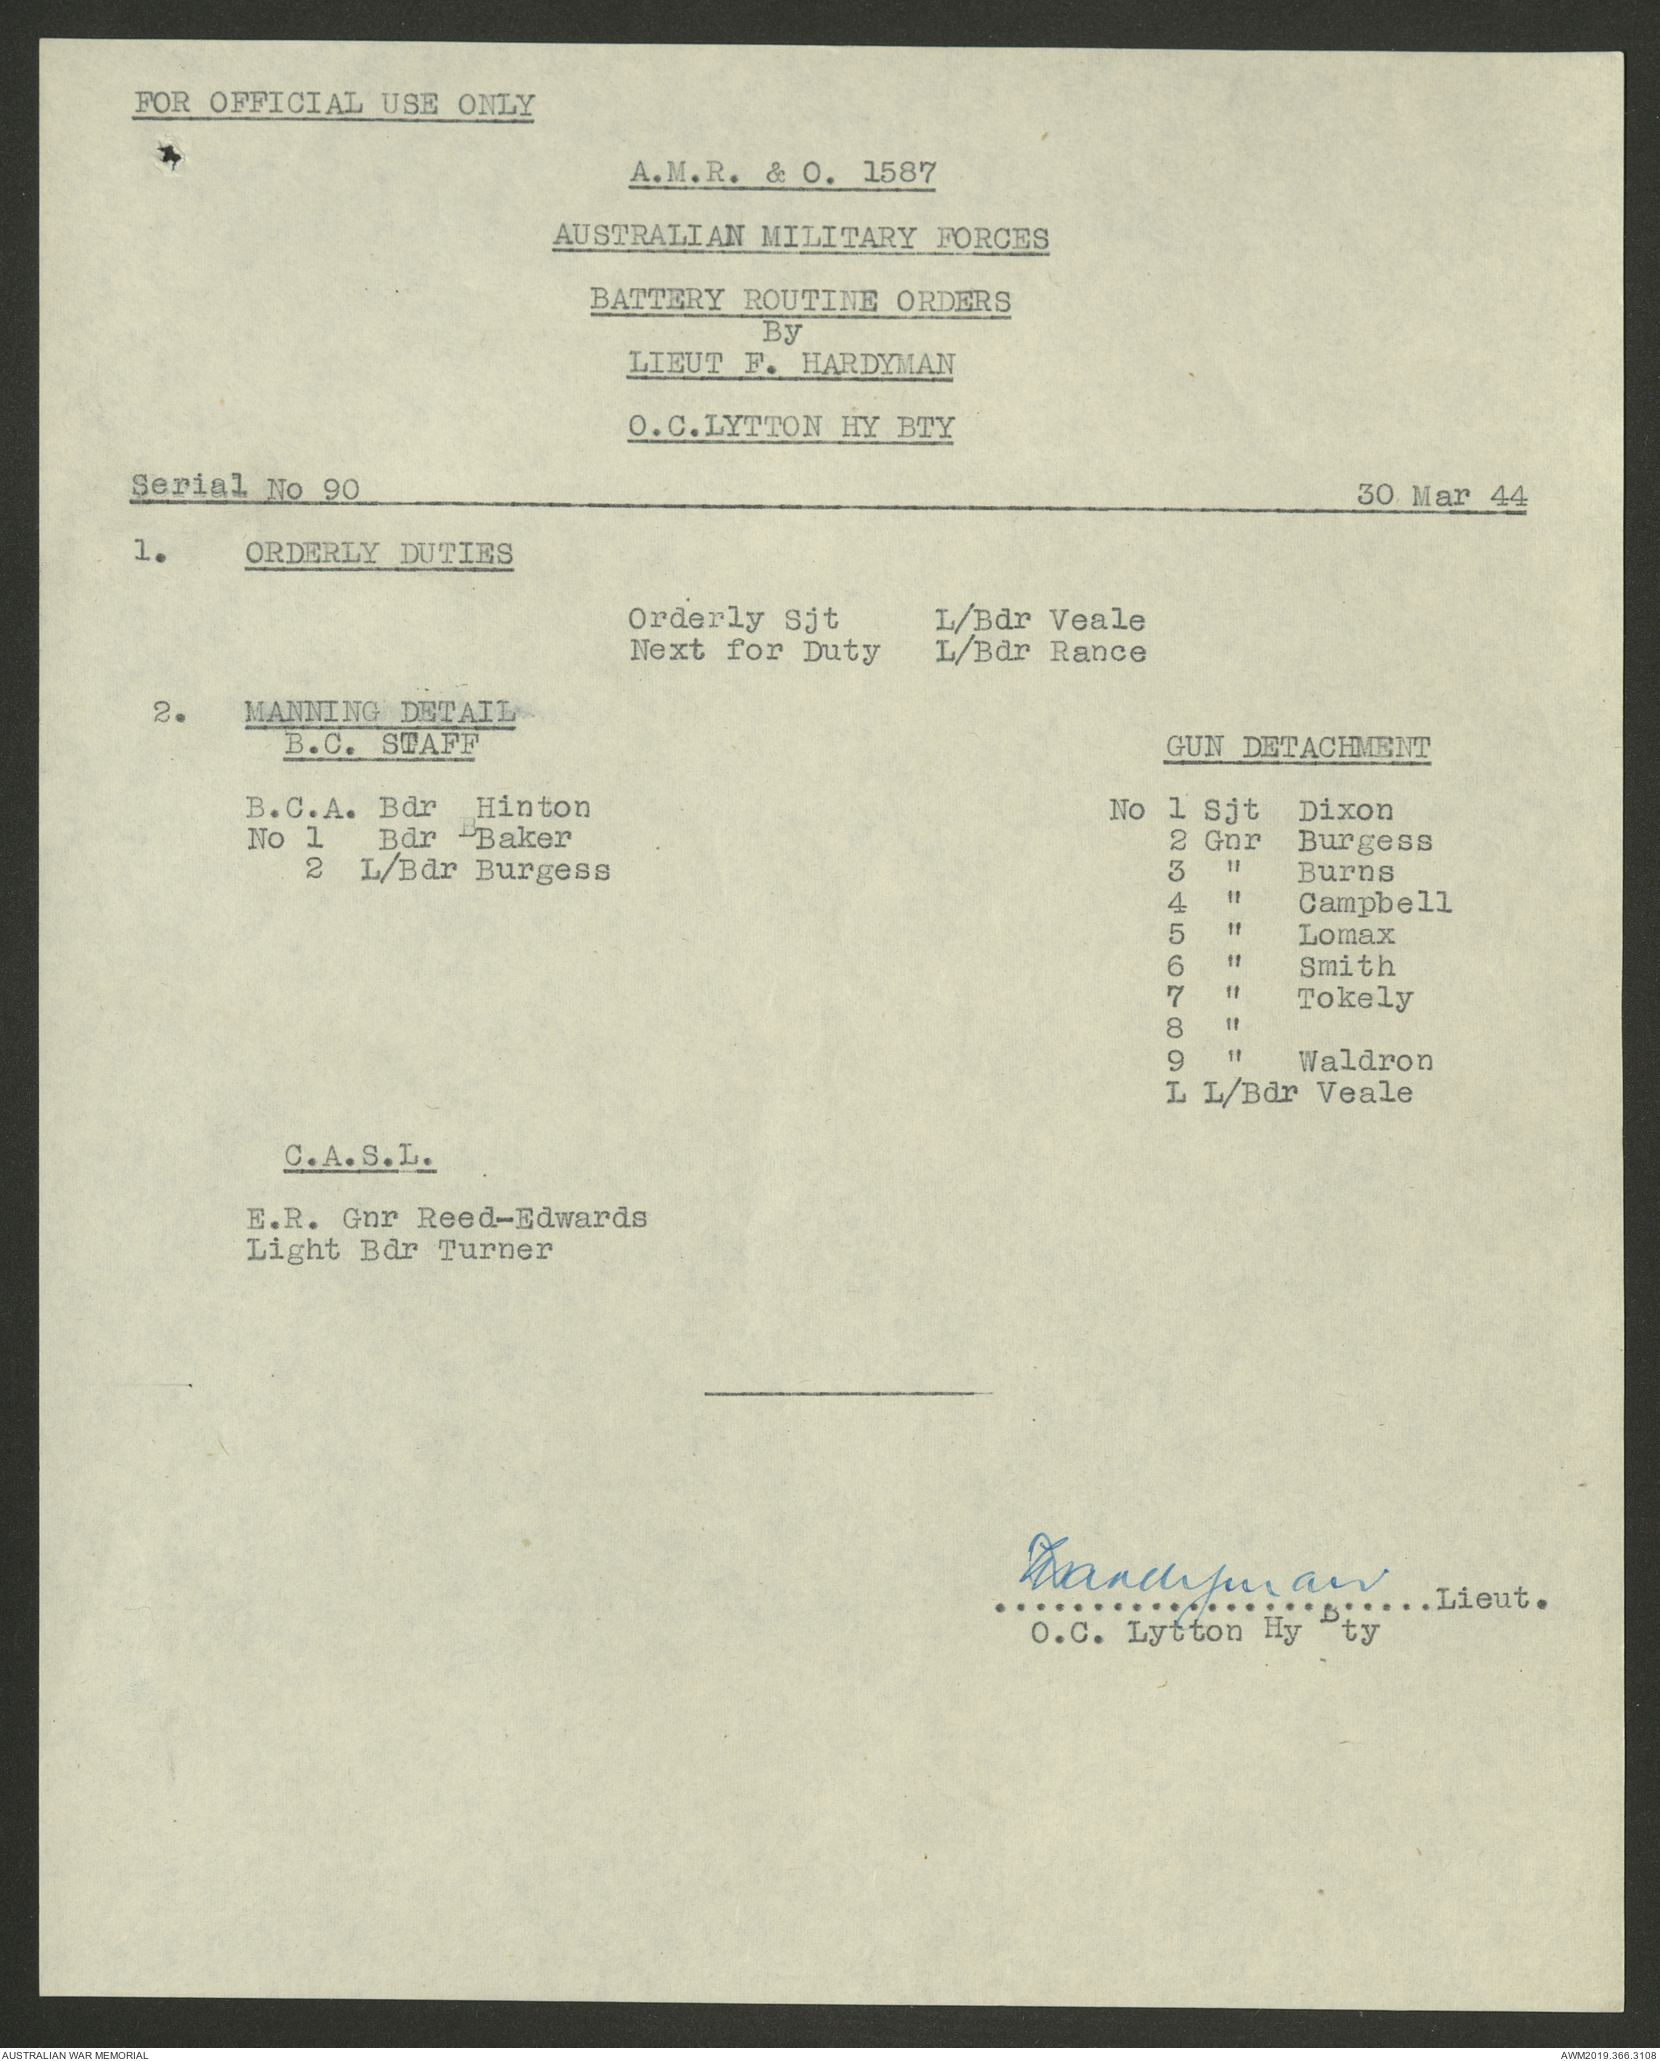 FOR OFFICIAL USE ONLY
A.M.R. & O. 1587
AUSTRALIAN MILITARY FORCES
BATTERY ROUTINE ORDERS
By
LIEUT F. HARDYMAN
O.C.LYTTON HY BTY
Serial No 90 30 Mar 44
1. ORDERLY DUTIES
Orderly Sjt L/Bdr Veale
Next for Duty L/Bdr Rance
2. MANNING DETAIL
B.C. STAFF
B.C.A. Bdr Hinton
No 1 Bdr Baker
2 L/Bdr Burgess
GUN DETACHMENT
No 1 Sjt Dixon
2 Gnr Burgess
3 " Burns
4 " Campbell
5 " Lomax
6 " Smith
7 " Tokely
8 "
9 " Waldron
L L/Bdr Veale
C.A.S.L.
E.R. Gnr Reed-Edwards
Light Bdr Turner
Hardyman
.......................Lieut.
O.C. Lytton Hy Bty
AUSTRALIAN WAR MEMORIAL
AWM2019.366.3108